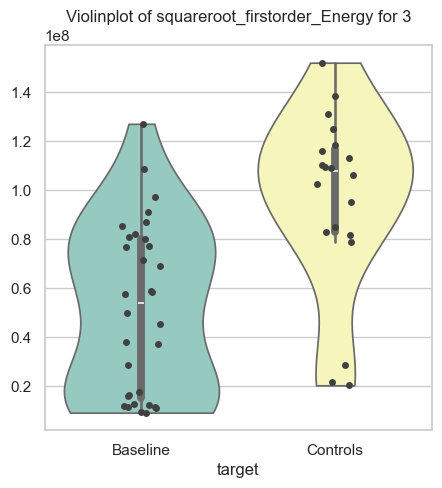 Violinplot of squareroot_firstorder_Energy for 3
1e8
1.4
1.2
1.0
0.8
0.6
0.4
0.2
Baseline Controls
target